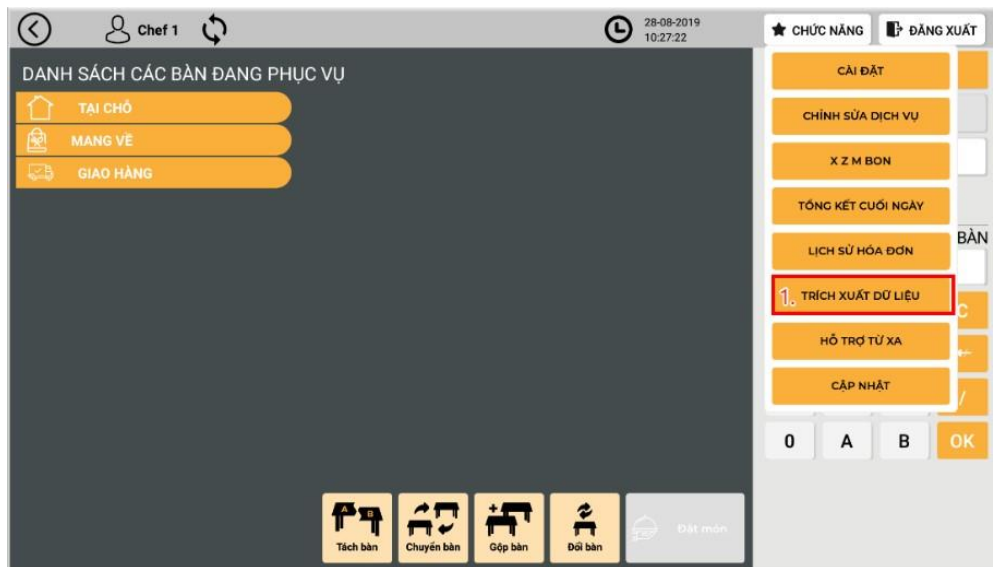 Chef 1
28-08-2019
10:27:22
CHỨC NĂNG
ĐĂNG XUẤT
DANH SÁCH CÁC BÀN ĐANG PHỤC VỤ
TẠI CHỖ
MANG VỀ
GIAO HÀNG
CÀI ĐẶT
CHỈNH SỬA DỊCH VỤ
X Z M BON
TỔNG KẾT CUỐI NGÀY
LỊCH SỬ HÓA ĐƠN
BÀN
1. TRÍCH XUẤT DỮ LIỆU
C
HỖ TRỢ TỪ XA
CẬP NHẬT
/
0 A B OK
A B
Tách bàn
Chuyển bàn
Gộp bàn
Đổi bàn
Đặt món